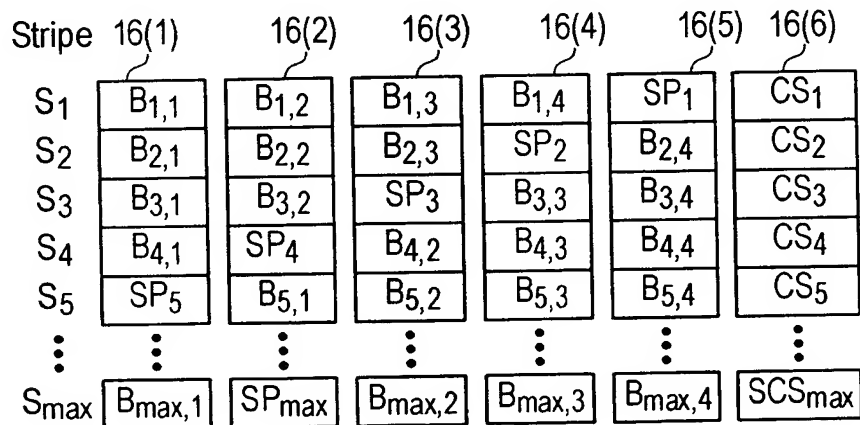 Stripe 16(1) 16(2) 16(3) 16(4) 16(5) 16(6)
S1 B1,1 B1,2 B1,3 B1,4 SP1 CS1
S2 B2,1 B2,2 B2,3 SP2 B2,4 CS2
S3 B3,1 B3,2 SP3 B3,3 B3,4 CS3
S4 B4,1 SP4 B4,2 B4,3 B4,4 CS4
S5 SP5 B5,1 B5,2 B5,3 B5,4 CS5
Smax Bmax,1 SPmax Bmax,2 Bmax,3 Bmax,4 SCSmax